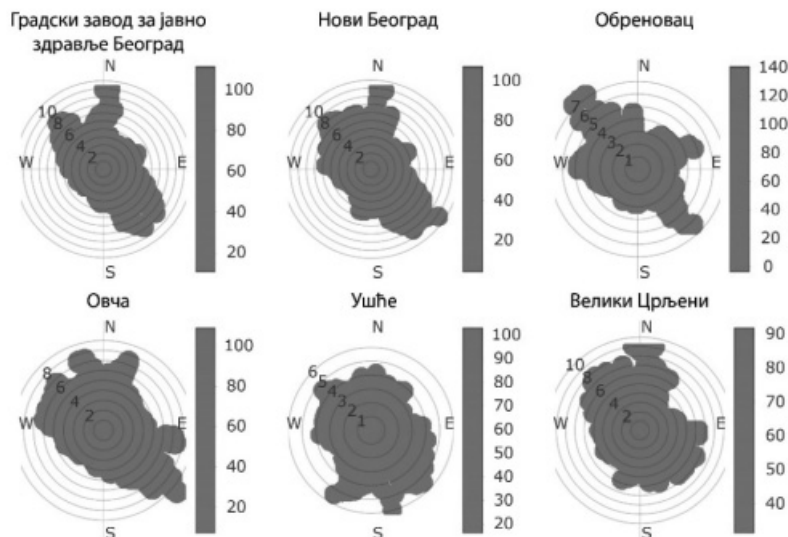 Градски завод за јавно
здравље Београд
N
10
8
6
4
2
W
E
S
100
80
60
40
20
Нови Београд
N
10
8
6
4
2
W
E
S
100
80
60
40
20
Обреновац
N
7
6
5
4
3
2
1
W
E
S
140
120
100
80
60
40
20
0
Овча
N
8
6
4
2
W
E
S
100
80
60
40
20
Ушће
N
6
5
4
3
2
1
W
E
S
100
90
80
70
60
50
40
30
20
Велики Црљени
N
10
8
6
4
2
W
E
S
90
80
70
60
50
40